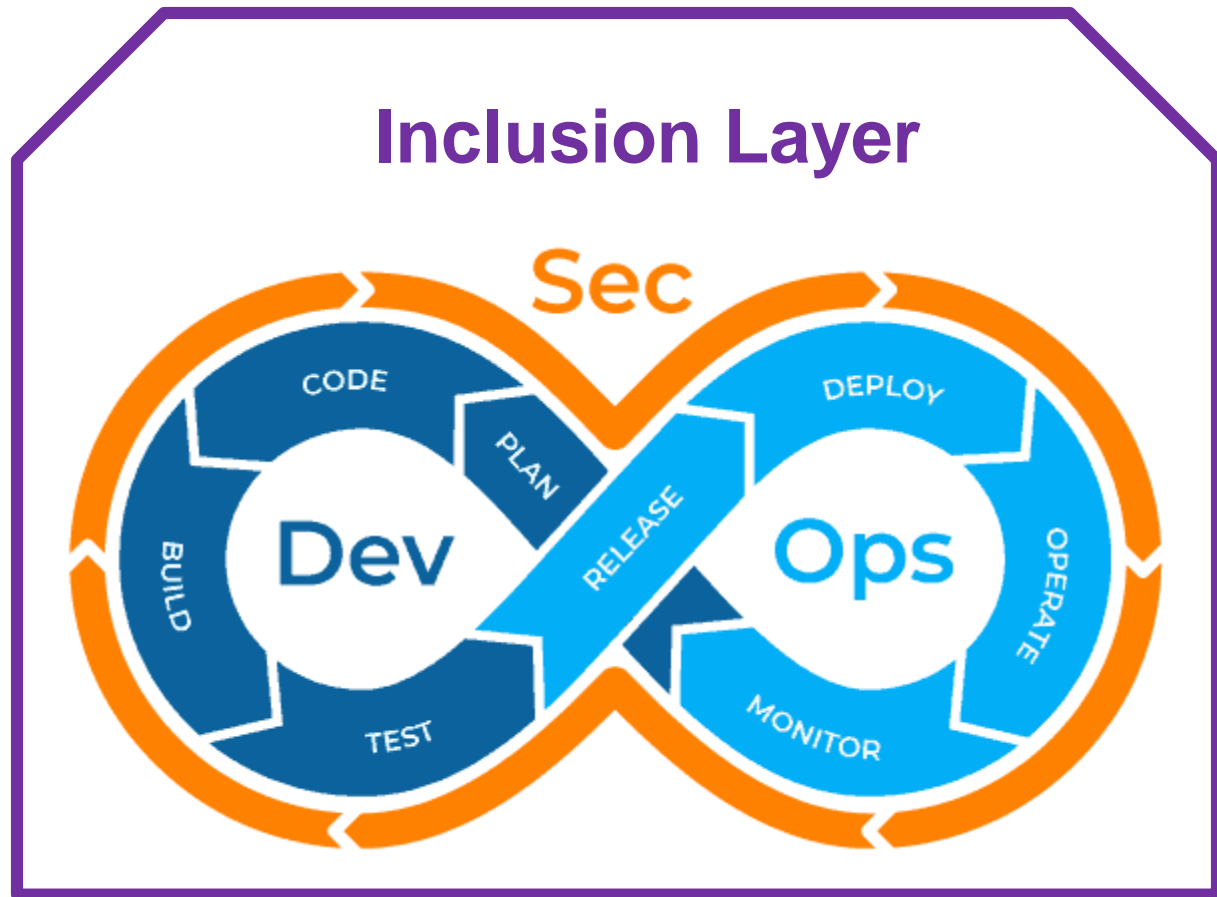 Inclusion Layer
Sec
Dev
Ops
PLAN
CODE
BUILD
TEST
RELEASE
DEPLOY
OPERATE
MONITOR